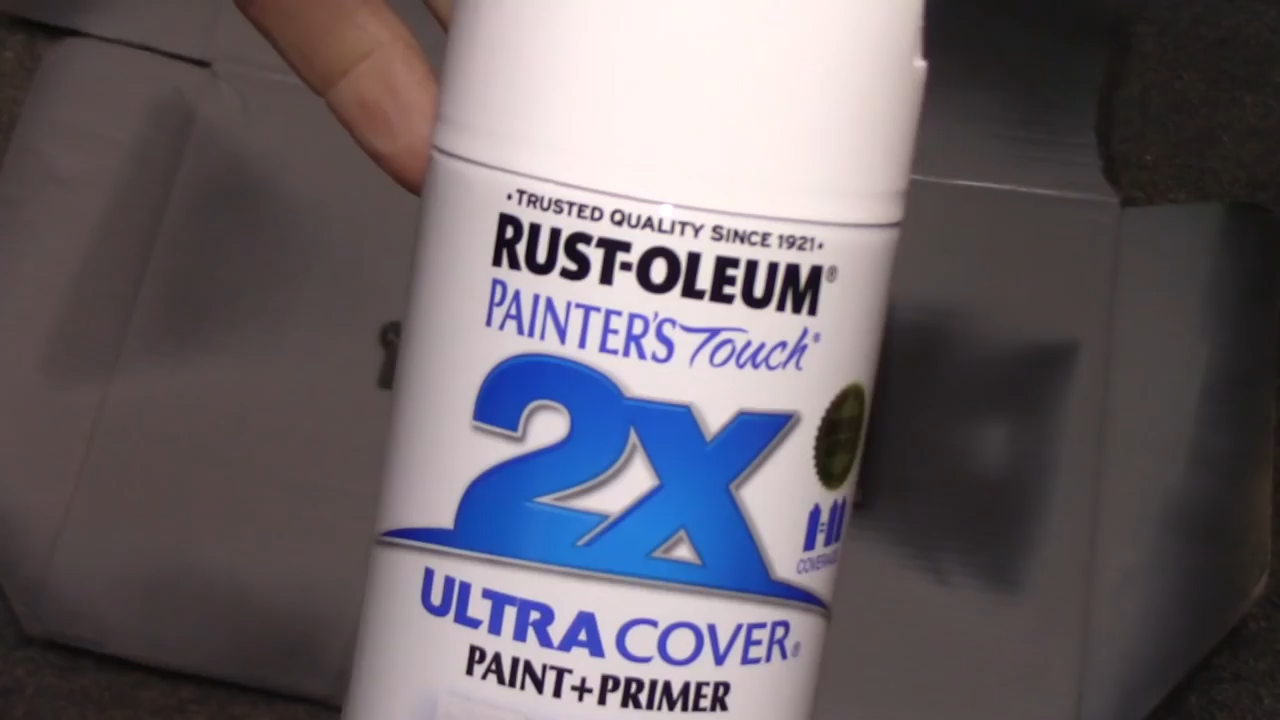 •TRUSTED QUALITY SINCE 1921•
RUST-OLEUM®
PAINTER'S Touch®
2X
ULTRA COVER®
PAINT+PRIMER